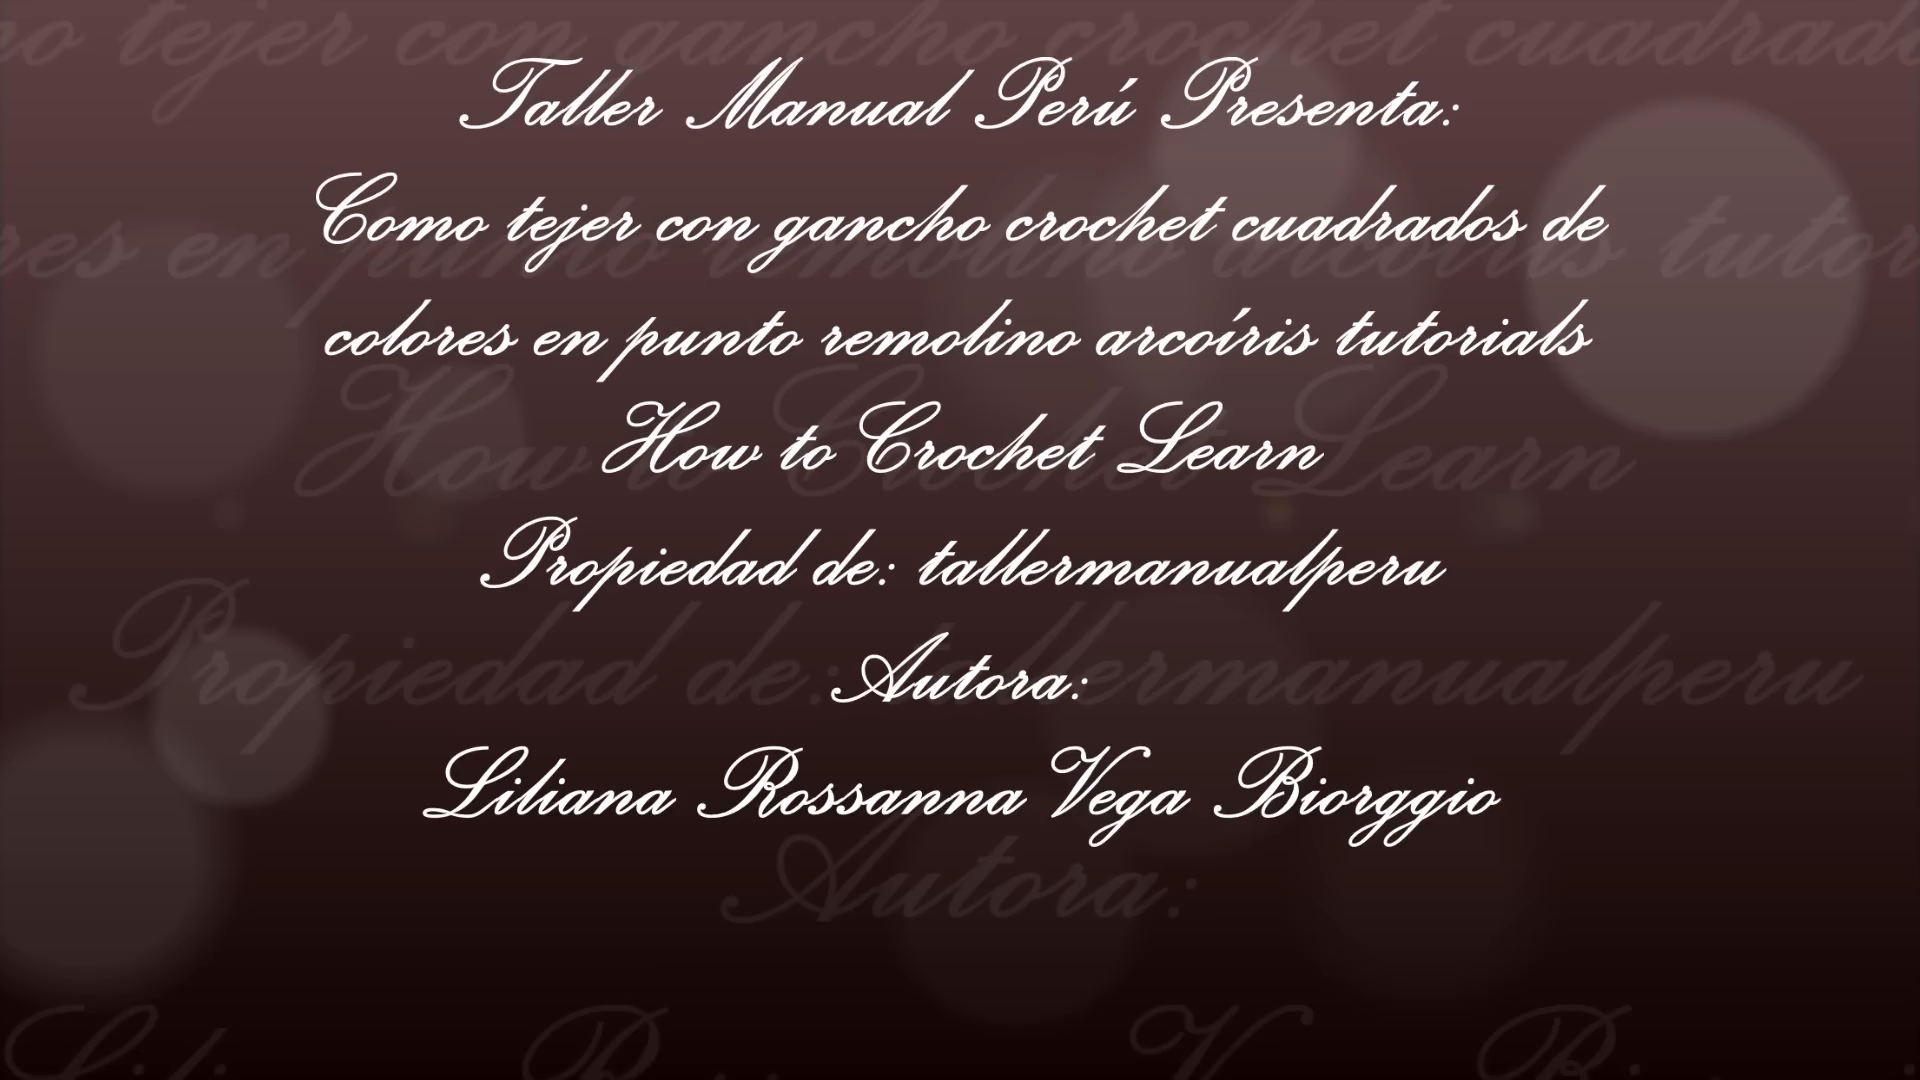 Taller Manual Perú Presenta:
Como tejer con gancho crochet cuadrados de
colores en punto remolino arcoíris tutorials
How to Crochet Learn
Propiedad de: tallermanualperu
Autora:
Liliana Rossanna Vega Biorggio